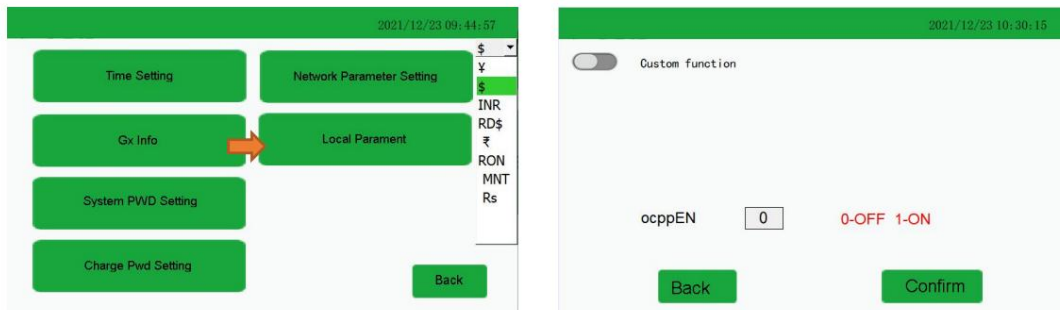 2021/12/23 09:44:57
$
Time Setting
Network Parameter Setting
¥
$
INR
RD$
₹
RON
MNT
Rs
Gx Info
Local Parament
System PWD Setting
Charge Pwd Setting
Back
2021/12/23 10:30:15
Custom function
ocppEN 0 0-OFF 1-ON
Back Confirm